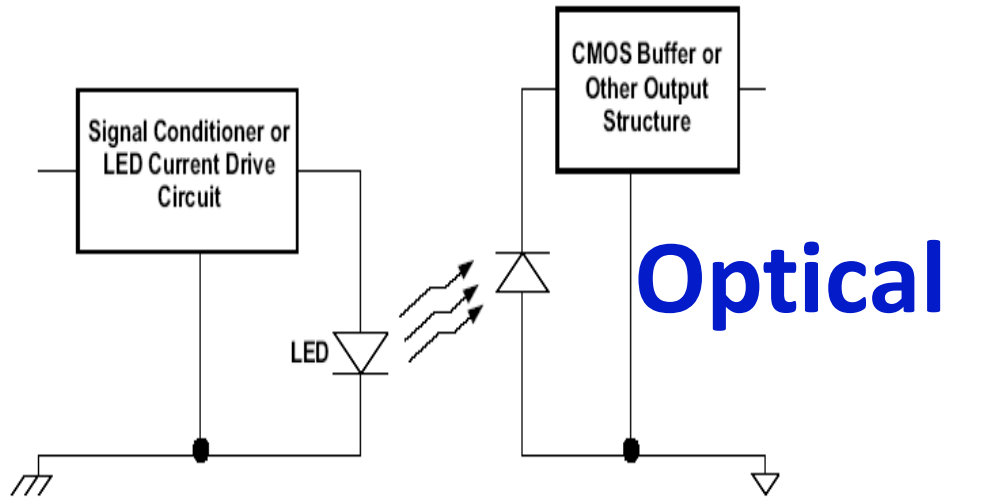 Signal Conditioner or
LED Current Drive
Circuit
LED
CMOS Buffer or
Other Output
Structure
Optical